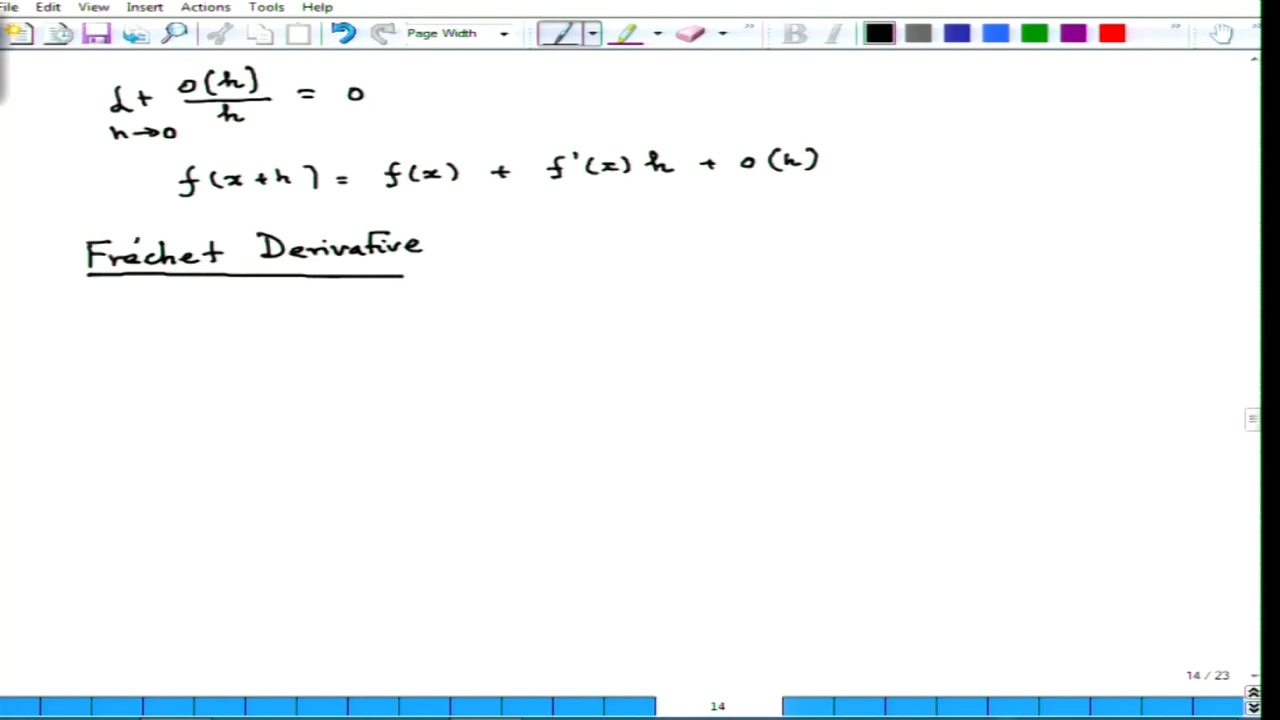 File Edit View Insert Actions Tools Help
Page Width B I
Lt o(h)/h = 0
h→0
f(x+h) = f(x) + f'(x) h + o(h)
Fréchet Derivative
14 / 23
14